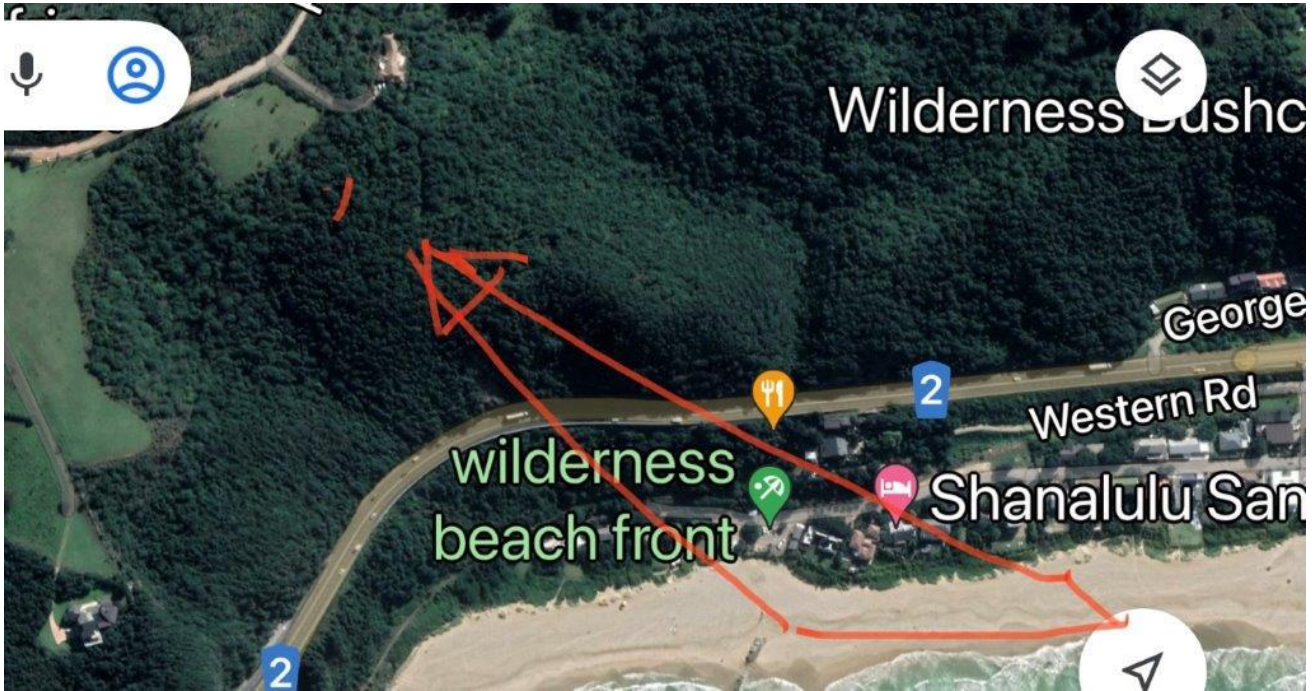 Wilderness Bushc
George
2
Western Rd
wilderness
beach front
Shanalulu San
2